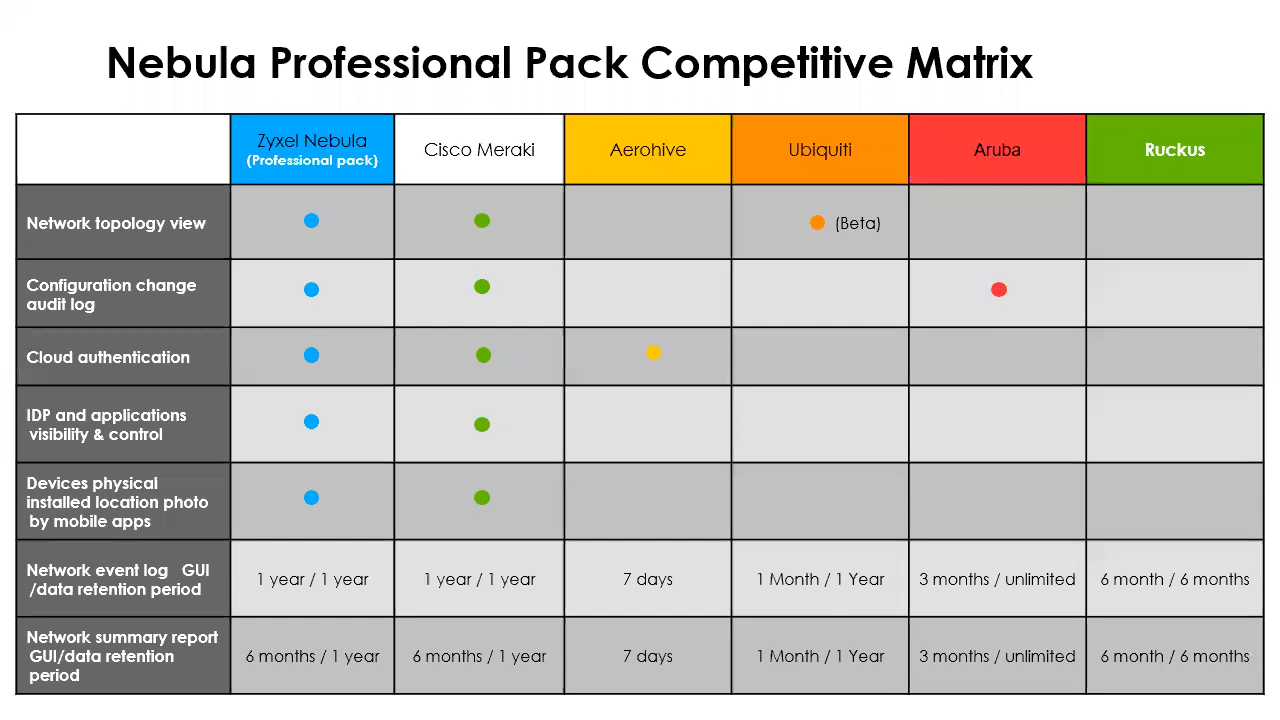 Nebula Professional Pack Competitive Matrix
Zyxel Nebula
(Professional pack)
Cisco Meraki
Aerohive
Ubiquiti
Aruba
Ruckus
Network topology view
(Beta)
Configuration change
audit log
Cloud authentication
IDP and applications
visibility & control
Devices physical
installed location photo
by mobile apps
Network event log GUI
/data retention period
1 year / 1 year
1 year / 1 year
7 days
1 Month / 1 Year
3 months / unlimited
6 month / 6 months
Network summary report
GUI/data retention
period
6 months / 1 year
6 months / 1 year
7 days
1 Month / 1 Year
3 months / unlimited
6 month / 6 months